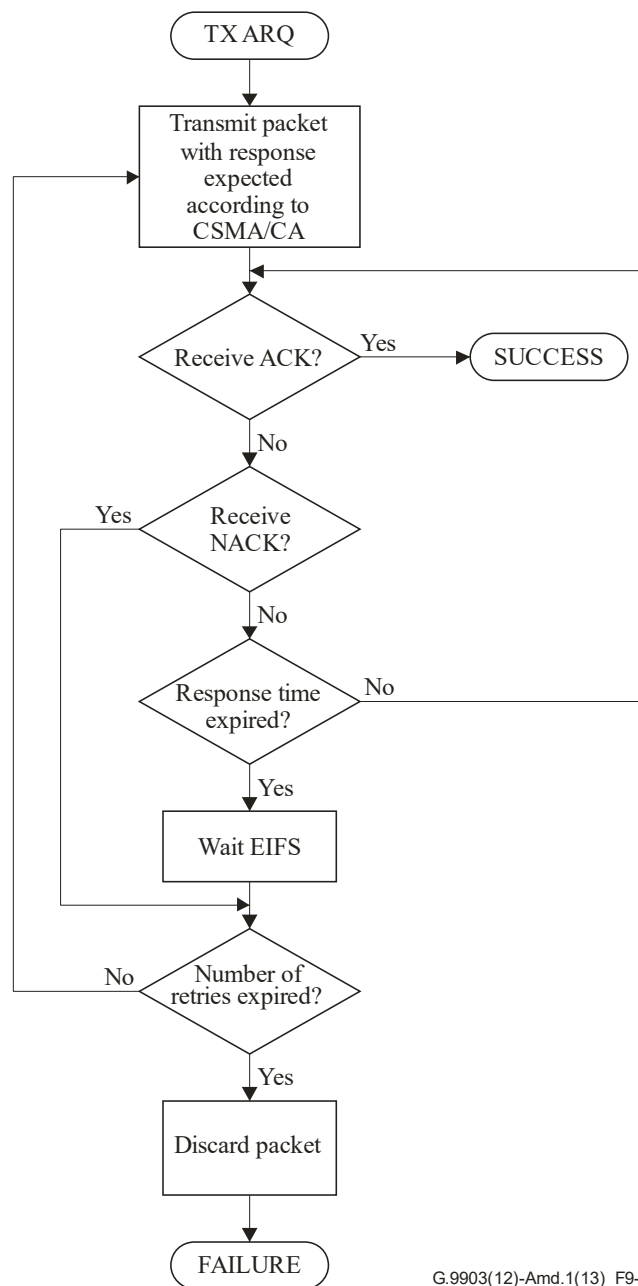 TX ARQ
Transmit packet
with response
expected
according to
CSMA/CA
Receive ACK?
Yes
SUCCESS
No
Yes
Receive
NACK?
No
Response time
expired?
No
Yes
Wait EIFS
No
Number of
retries expired?
Yes
Discard packet
FAILURE
G.9903(12)-Amd.1(13)_F9-